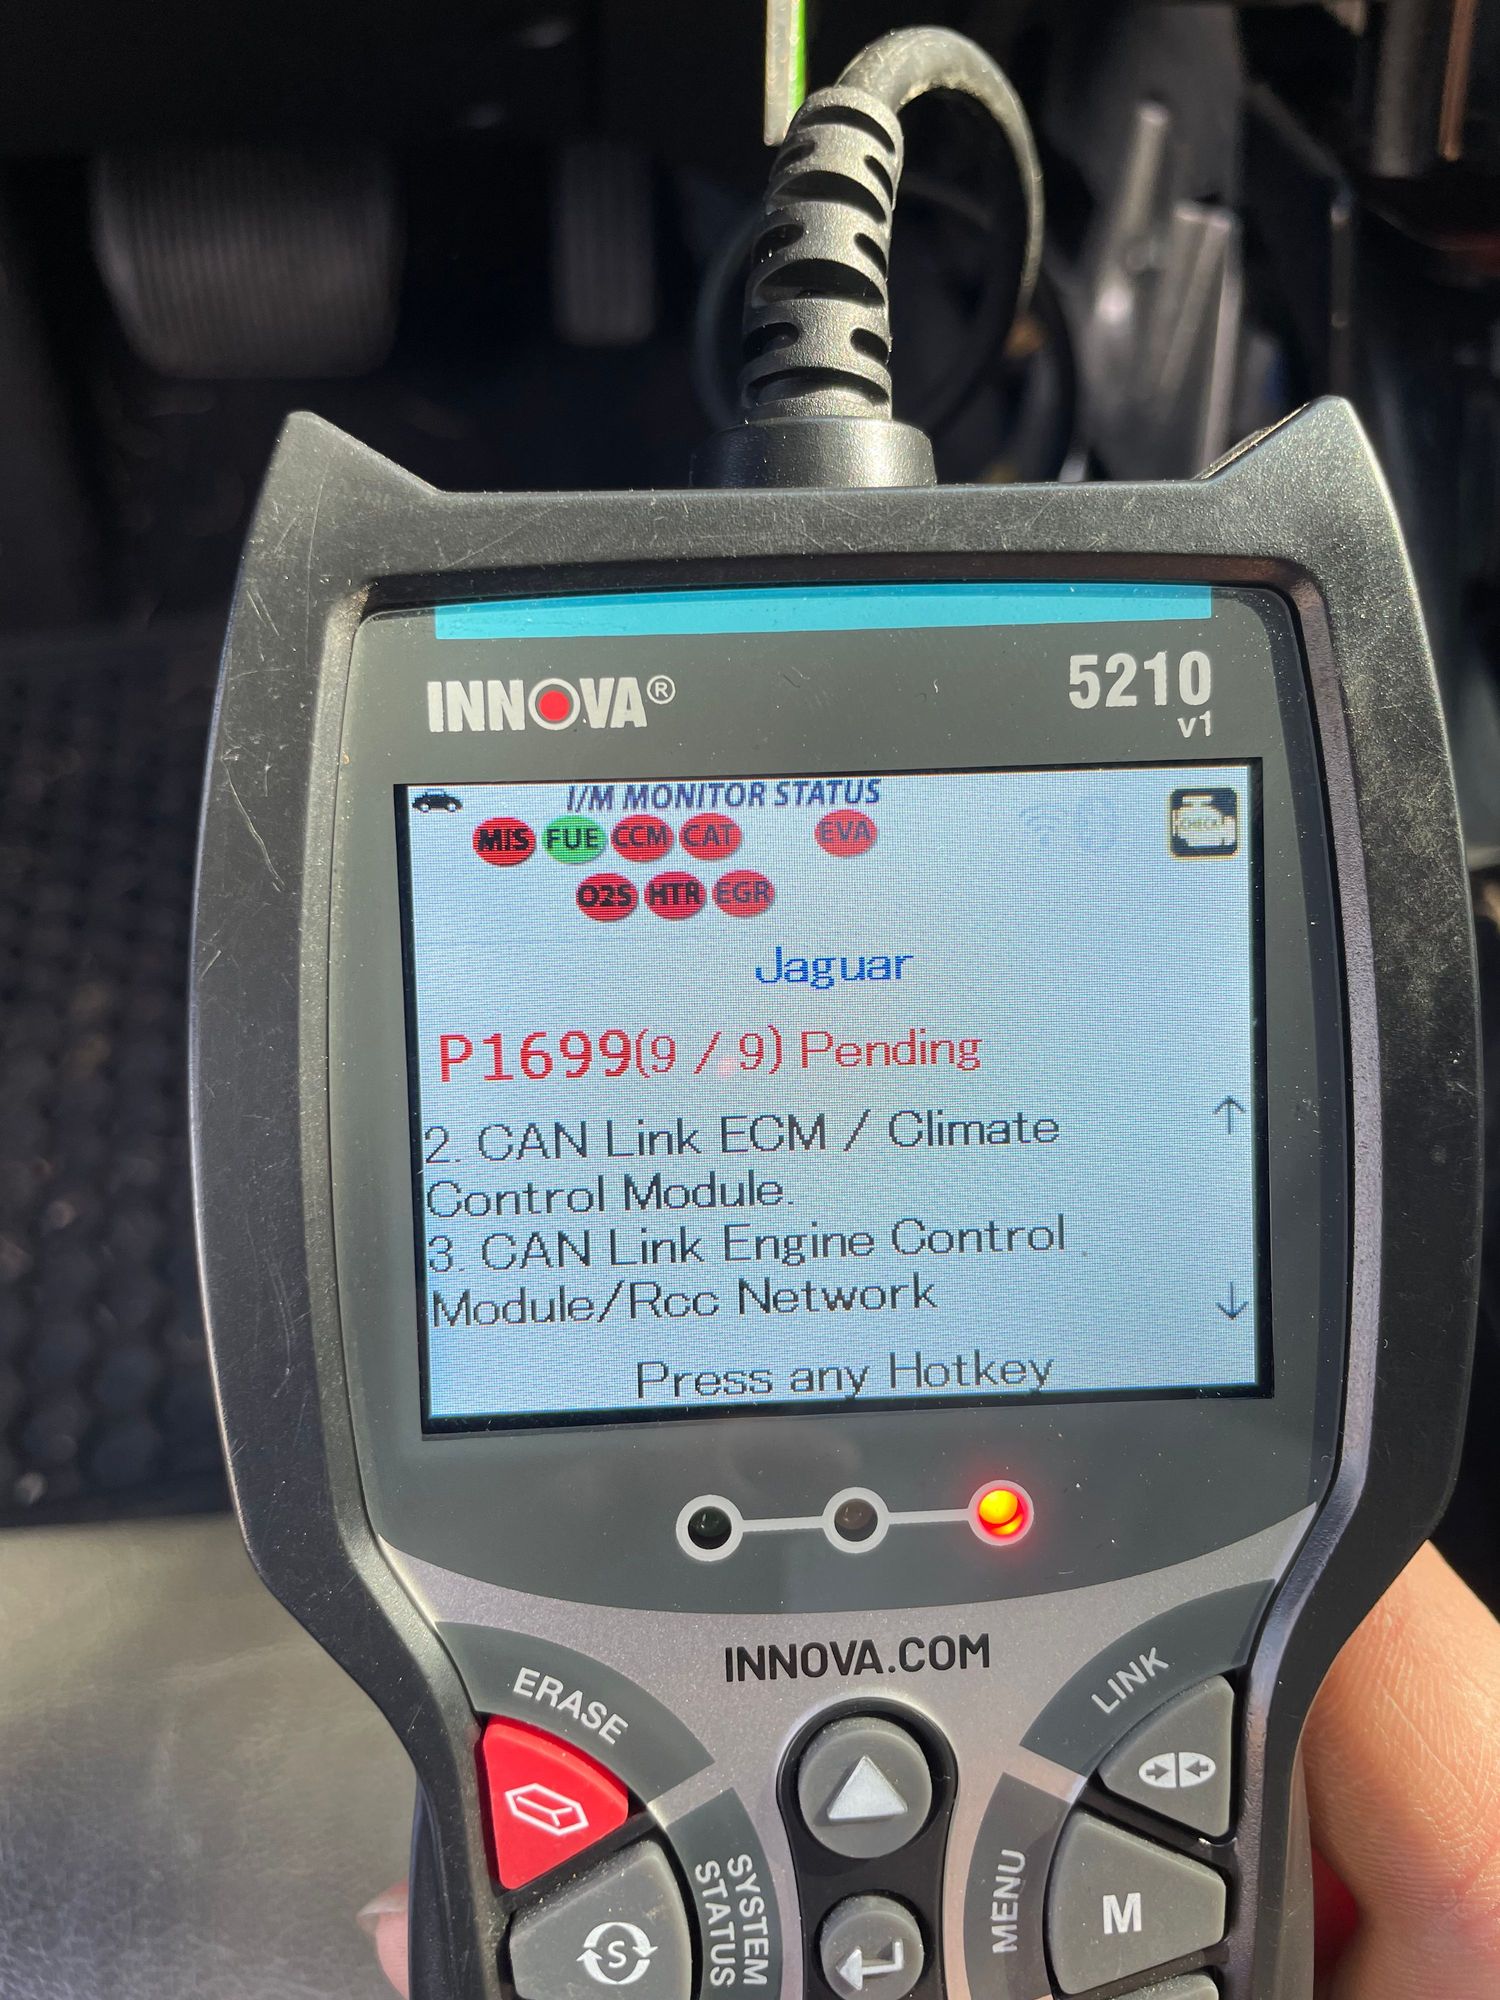 INNOVA®
5210
v1
I/M MONITOR STATUS
MIS FUE CCM CAT EVA
CHECK
O2S HTR EGR
Jaguar
P1699(9 / 9) Pending
2. CAN Link ECM / Climate
Control Module.
3. CAN Link Engine Control
Module/Rcc Network
Press any Hotkey
INNOVA.COM
ERASE
LINK
SYSTEM
STATUS
S
MENU
M